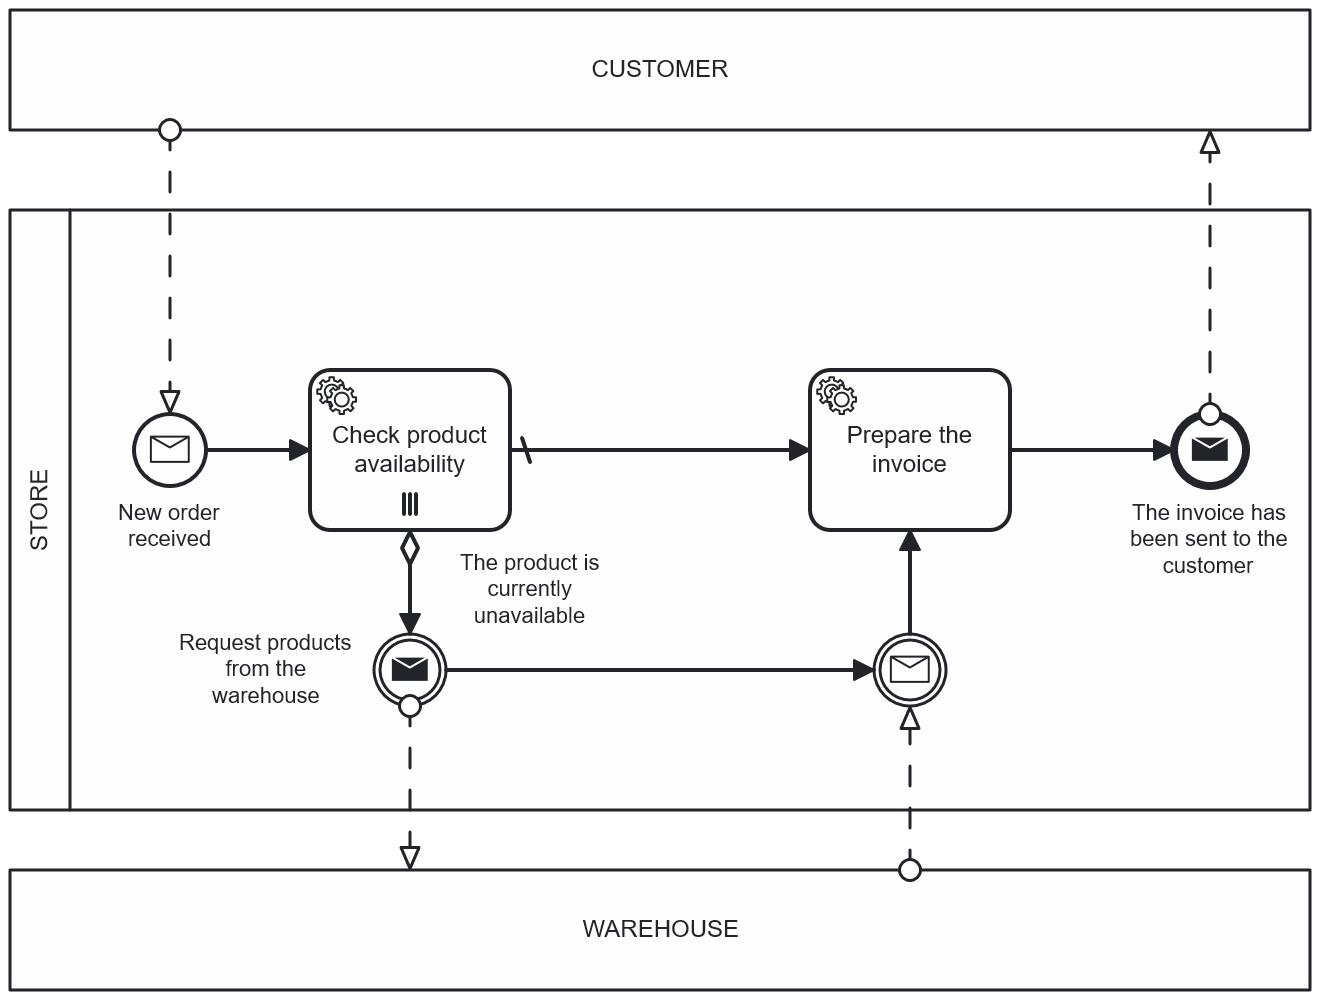 CUSTOMER
STORE
New order
received
Check product
availability
The product is
currently
unavailable
Request products
from the
warehouse
Prepare the
invoice
The invoice has
been sent to the
customer
WAREHOUSE